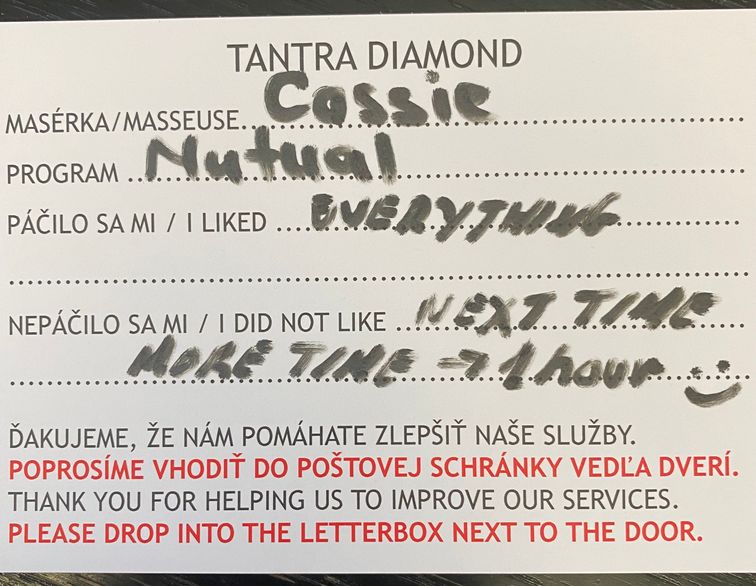 TANTRA DIAMOND
MASÉRKA/MASSEUSE Cassie
PROGRAM Mutual
PÁČILO SA MI / I LIKED EVERYTHING
NEPÁČILO SA MI / I DID NOT LIKE NEXT TIME
MORE TIME → 1 hour
ĎAKUJEME, ŽE NÁM POMÁHATE ZLEPŠIŤ NAŠE SLUŽBY.
POPROSÍME VHODIŤ DO POŠTOVEJ SCHRÁNKY VEDĽA DVERÍ.
THANK YOU FOR HELPING US TO IMPROVE OUR SERVICES.
PLEASE DROP INTO THE LETTERBOX NEXT TO THE DOOR.